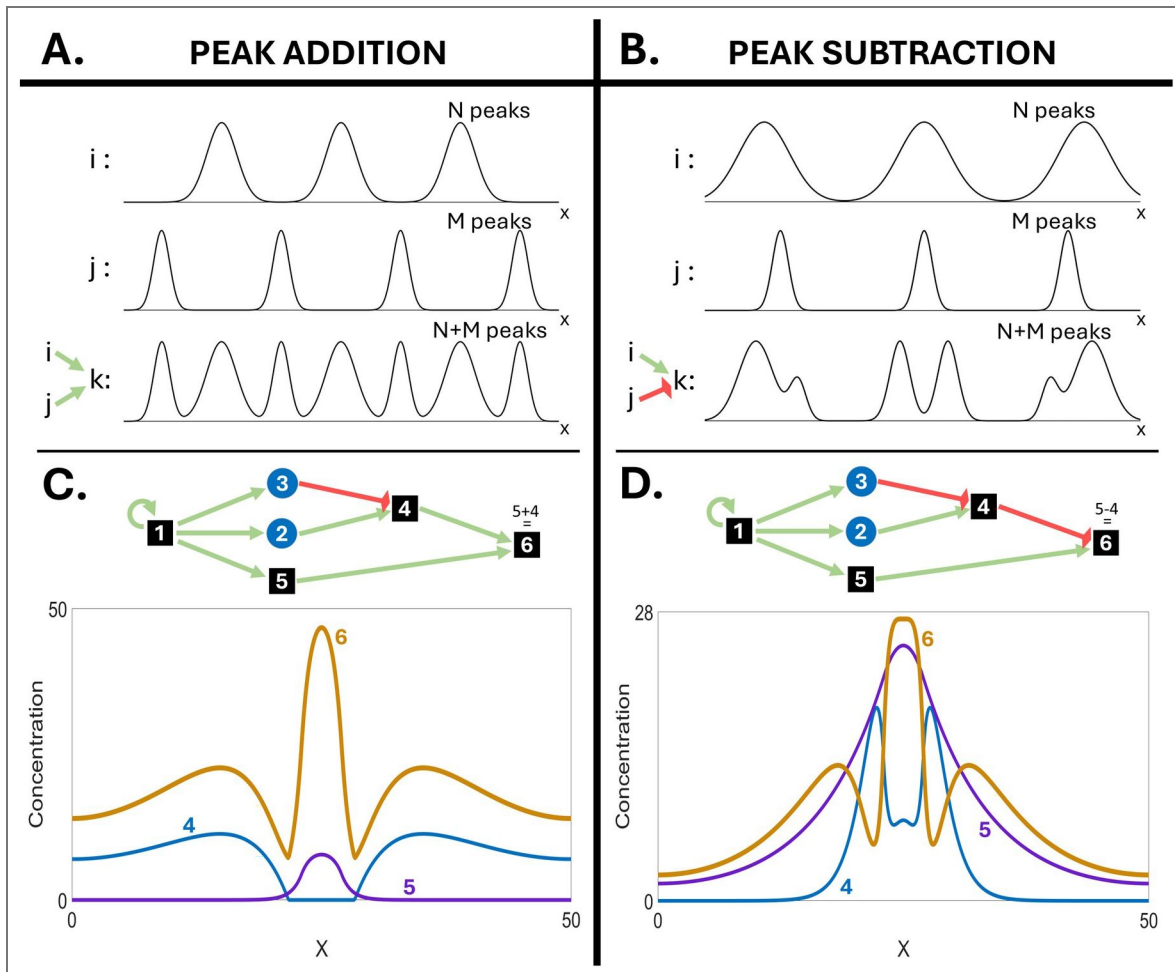 A. PEAK ADDITION
N peaks
i :
x
M peaks
j :
x
N+M peaks
i
k:
j
x
B. PEAK SUBTRACTION
N peaks
i :
x
M peaks
j :
x
N+M peaks
i
k:
j
x
C.
3
4
5+4
=
1
2
6
5
50
6
Concentration
4
5
0
0
50
X
D.
3
4
5-4
=
1
2
6
5
28
6
Concentration
5
4
0
0
50
X